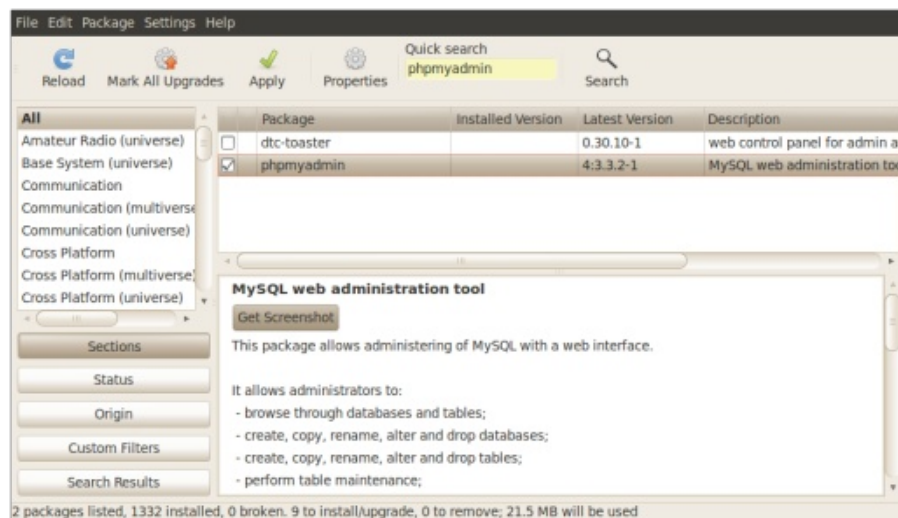 File Edit Package Settings Help
Quick search
phpmyadmin
Reload Mark All Upgrades Apply Properties Search
All
Amateur Radio (universe)
Base System (universe)
Communication
Communication (multiverse
Communication (universe)
Cross Platform
Cross Platform (multiverse)
Cross Platform (universe)
Sections
Status
Origin
Custom Filters
Search Results
Package Installed Version Latest Version Description
dtc-toaster 0.30.10-1 web control panel for admin a
phpmyadmin 4:3.3.2-1 MySQL web administration too
MySQL web administration tool
Get Screenshot
This package allows administering of MySQL with a web interface.
It allows administrators to:
- browse through databases and tables;
- create, copy, rename, alter and drop databases;
- create, copy, rename, alter and drop tables;
- perform table maintenance;
2 packages listed, 1332 installed, 0 broken. 9 to install/upgrade, 0 to remove; 21.5 MB will be used